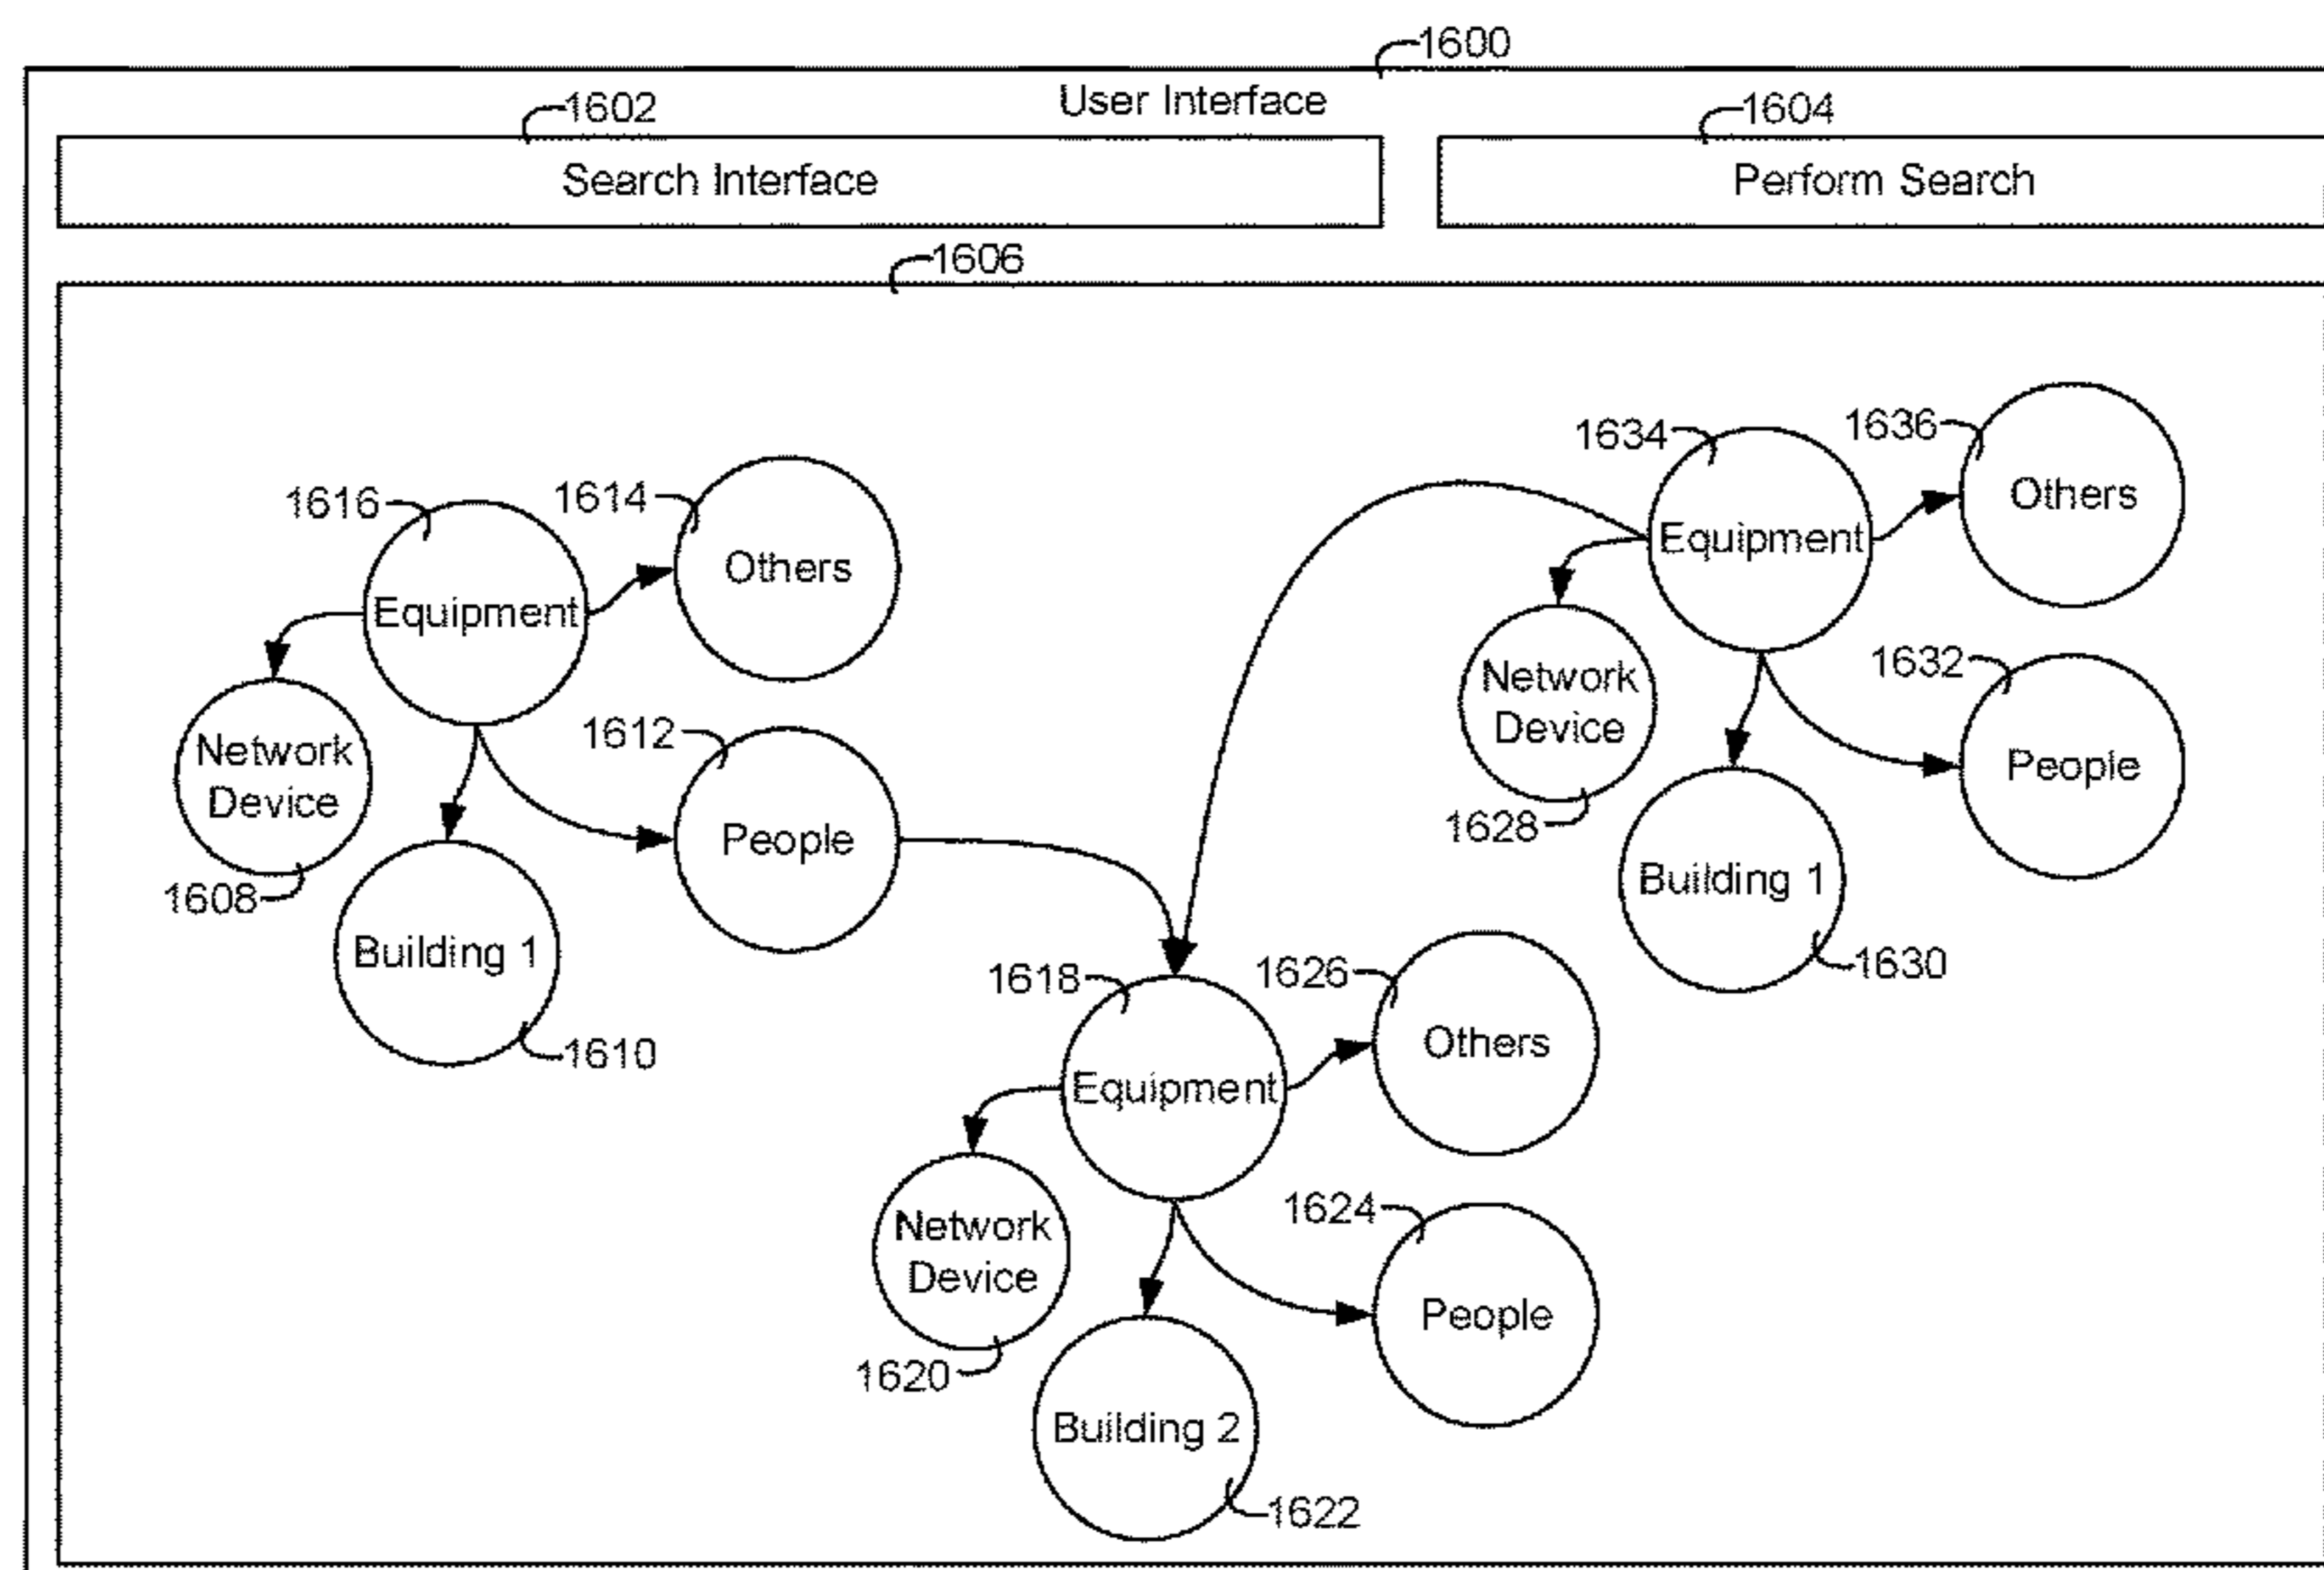 1600
User Interface
1602
1604
Search Interface
Perform Search
1606
1634
1636
Others
Equipment
1616
1614
Others
Equipment
1632
Network
Device
People
1612
Network
Device
People
1628
Building 1
1608
Building 1
1630
1610
1618
1626
Others
Equipment
1624
Network
Device
People
1620
Building 2
1622